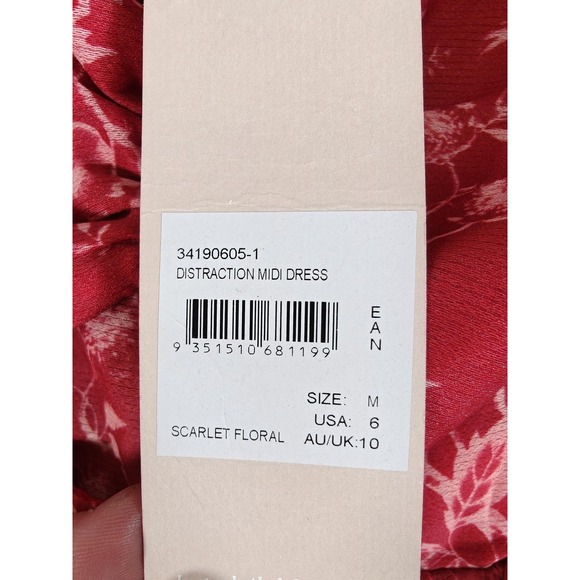 34190605-1
DISTRACTION MIDI DRESS
EAN
9 351510 681199
SIZE: M
USA: 6
SCARLET FLORAL AU/UK:10